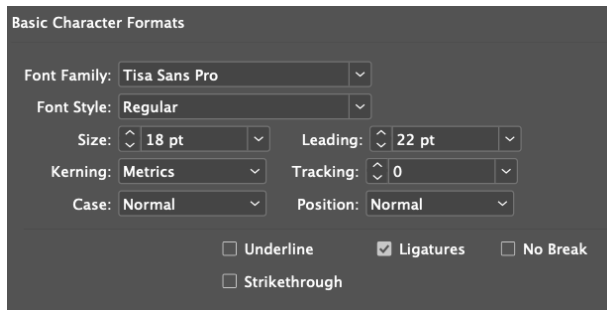 Basic Character Formats
Font Family: Tisa Sans Pro
Font Style: Regular
Size: 18 pt Leading: 22 pt
Kerning: Metrics Tracking: 0
Case: Normal Position: Normal
Underline Ligatures No Break
Strikethrough